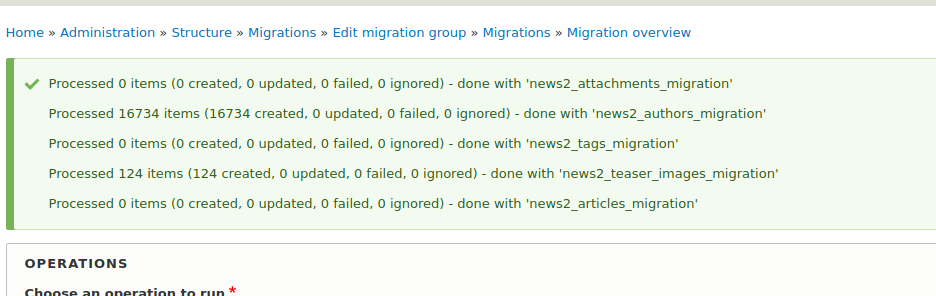 Home » Administration » Structure » Migrations » Edit migration group » Migrations » Migration overview
Processed 0 items (0 created, 0 updated, 0 failed, 0 ignored) - done with 'news2_attachments_migration'
Processed 16734 items (16734 created, 0 updated, 0 failed, 0 ignored) - done with 'news2_authors_migration'
Processed 0 items (0 created, 0 updated, 0 failed, 0 ignored) - done with 'news2_tags_migration'
Processed 124 items (124 created, 0 updated, 0 failed, 0 ignored) - done with 'news2_teaser_images_migration'
Processed 0 items (0 created, 0 updated, 0 failed, 0 ignored) - done with 'news2_articles_migration'
OPERATIONS
Choose an operation to run *